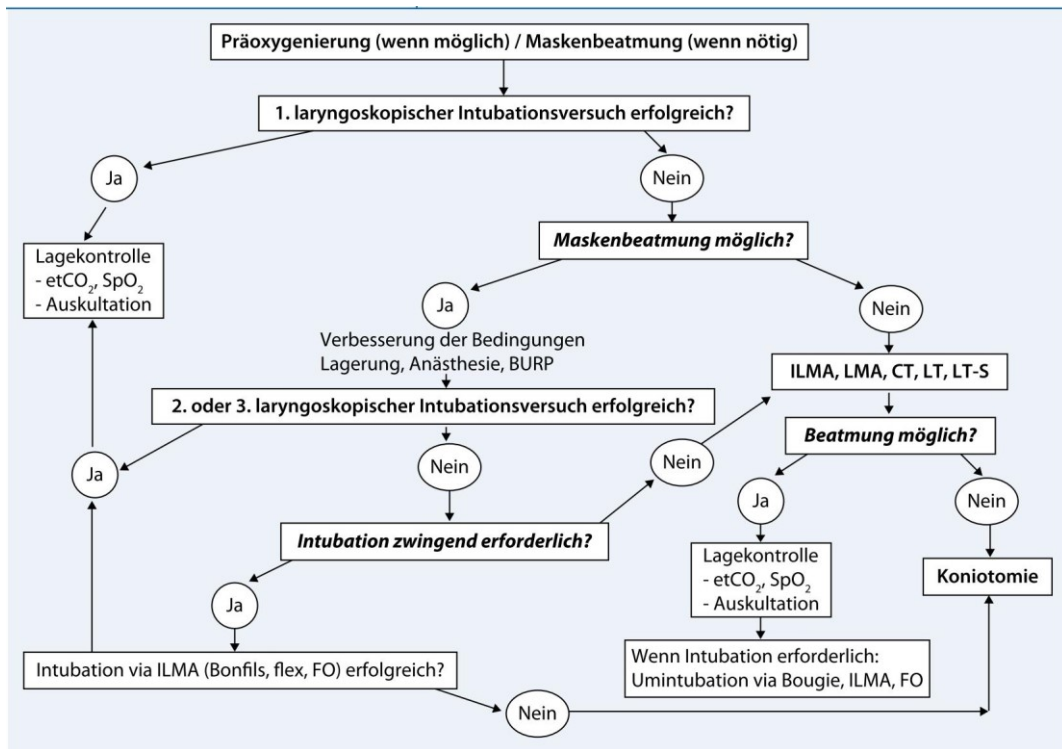 Präoxygenierung (wenn möglich) / Maskenbeatmung (wenn nötig)
1. laryngoskopischer Intubationsversuch erfolgreich?
Ja
Nein
Lagekontrolle
- etCO₂, SpO₂
- Auskultation
Maskenbeatmung möglich?
Ja
Nein
Verbesserung der Bedingungen
Lagerung, Anästhesie, BURP
ILMA, LMA, CT, LT, LT-S
2. oder 3. laryngoskopischer Intubationsversuch erfolgreich?
Beatmung möglich?
Ja
Nein
Nein
Ja
Nein
Intubation zwingend erforderlich?
Lagekontrolle
- etCO₂, SpO₂
- Auskultation
Koniotomie
Ja
Intubation via ILMA (Bonfils, flex, FO) erfolgreich?
Wenn Intubation erforderlich:
Umintubation via Bougie, ILMA, FO
Nein